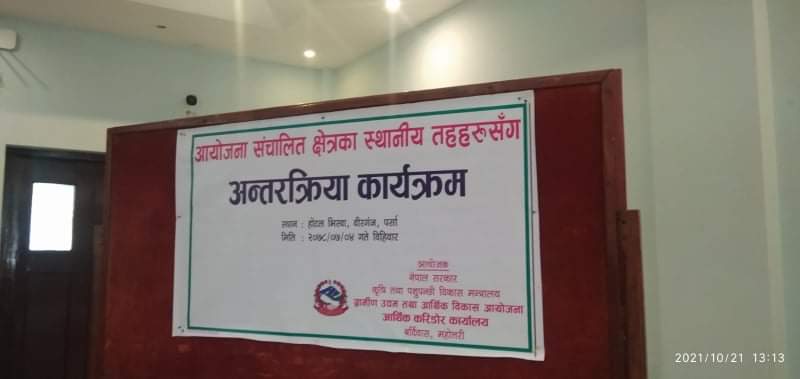 आयोजना संचालित क्षेत्रका स्थानीय तहहरूसँग
अन्तरक्रिया कार्यक्रम
स्थान : होटल भिस्वा, वीरगंज, पर्सा
मिति : २०७८/०७/०४ गते बिहिवार
आयोजक
नेपाल सरकार
कृषि तथा पशुपन्छी विकास मन्त्रालय
ग्रामीण उद्यम तथा आर्थिक विकास आयोजना
आर्थिक करिडोर कार्यालय
बर्दिवास, महोत्तरी
2021/10/21 13:13